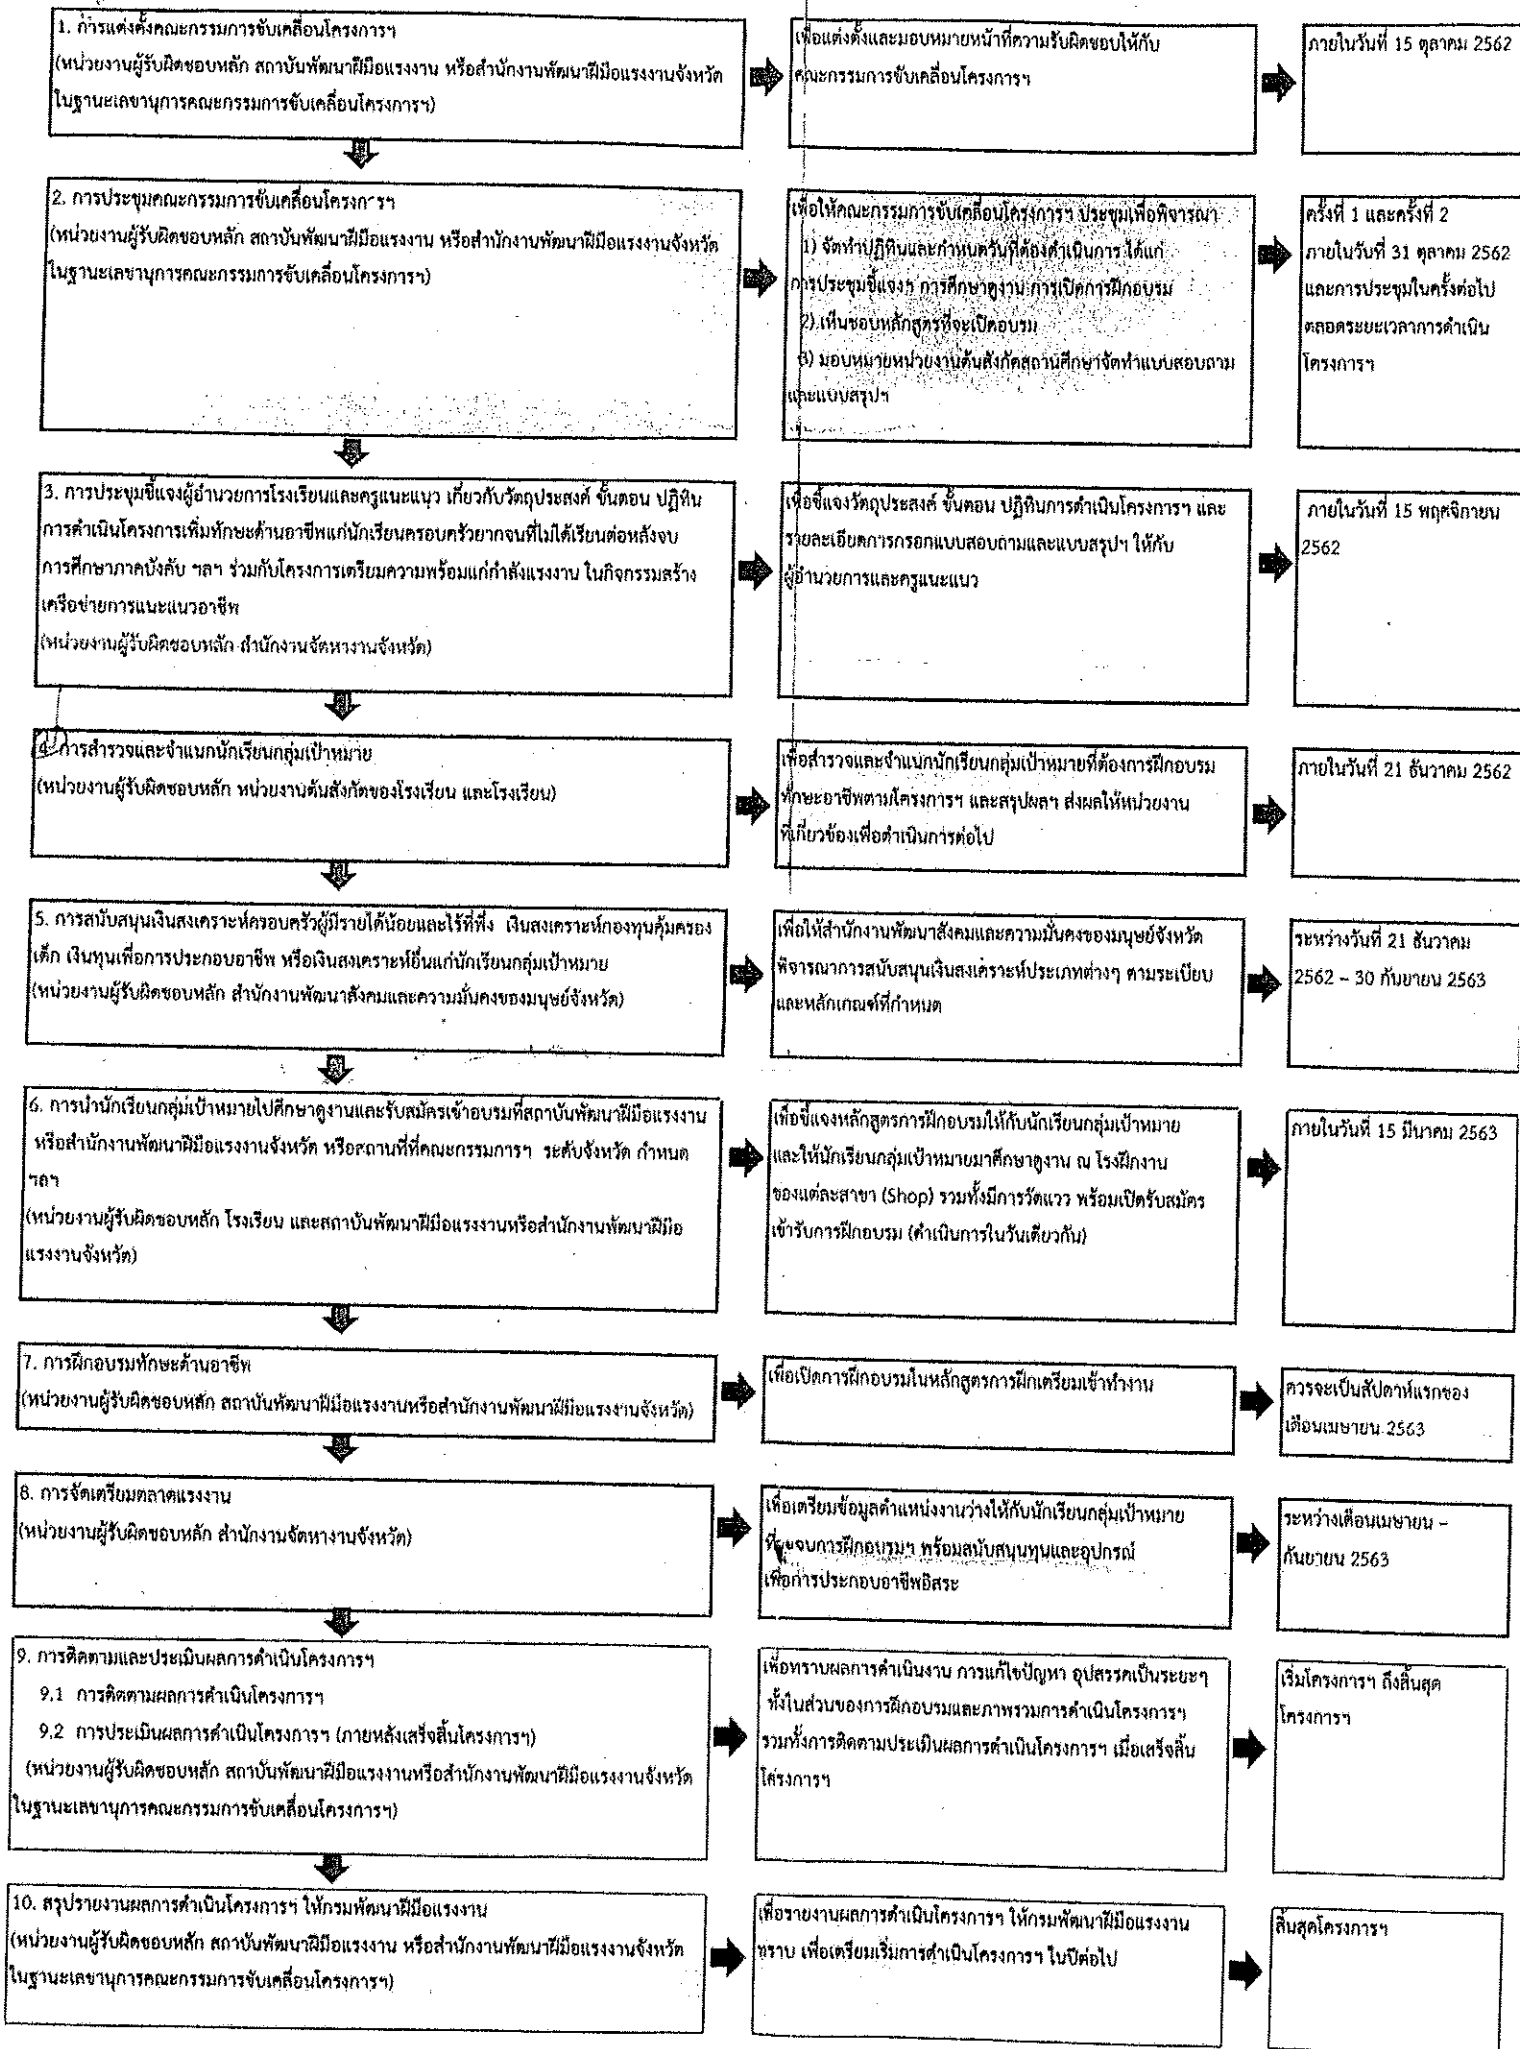 1. การแต่งตั้งคณะกรรมการขับเคลื่อนโครงการฯ
(หน่วยงานผู้รับผิดชอบหลัก สถาบันพัฒนาฝีมือแรงงาน หรือสำนักงานพัฒนาฝีมือแรงงานจังหวัด
ในฐานะเลขานุการคณะกรรมการขับเคลื่อนโครงการฯ)
เพื่อแต่งตั้งและมอบหมายหน้าที่ความรับผิดชอบให้กับ
คณะกรรมการขับเคลื่อนโครงการฯ
ภายในวันที่ 15 ตุลาคม 2562
2. การประชุมคณะกรรมการขับเคลื่อนโครงการฯ
(หน่วยงานผู้รับผิดชอบหลัก สถาบันพัฒนาฝีมือแรงงาน หรือสำนักงานพัฒนาฝีมือแรงงานจังหวัด
ในฐานะเลขานุการคณะกรรมการขับเคลื่อนโครงการฯ)
เพื่อให้คณะกรรมการขับเคลื่อนโครงการฯ ประชุมเพื่อพิจารณา
1) จัดทำปฏิทินและกำหนดวันที่ต้องดำเนินการ ได้แก่
การประชุมชี้แจงฯ การศึกษาดูงาน การเปิดการฝึกอบรม
2) เห็นชอบหลักสูตรที่จะเปิดอบรม
3) มอบหมายหน่วยงานต้นสังกัดสถานศึกษาจัดทำแบบสอบถาม
และแบบสรุปฯ
ครั้งที่ 1 และครั้งที่ 2
ภายในวันที่ 31 ตุลาคม 2562
และการประชุมในครั้งต่อไป
ตลอดระยะเวลาการดำเนิน
โครงการฯ
3. การประชุมชี้แจงผู้อำนวยการโรงเรียนและครูแนะแนว เกี่ยวกับวัตถุประสงค์ ขั้นตอน ปฏิทิน
การดำเนินโครงการเพิ่มทักษะด้านอาชีพแก่นักเรียนครอบครัวยากจนที่ไม่ได้เรียนต่อหลังจบ
การศึกษาภาคบังคับ ฯลฯ ร่วมกับโครงการเตรียมความพร้อมแก่กำลังแรงงาน ในกิจกรรมสร้าง
เครือข่ายการแนะแนวอาชีพ
(หน่วยงานผู้รับผิดชอบหลัก สำนักงานจัดหางานจังหวัด)
เพื่อชี้แจงวัตถุประสงค์ ขั้นตอน ปฏิทินการดำเนินโครงการฯ และ
รายละเอียดการกรอกแบบสอบถามและแบบสรุปฯ ให้กับ
ผู้อำนวยการและครูแนะแนว
ภายในวันที่ 15 พฤศจิกายน
2562
4. การสำรวจและจำแนกนักเรียนกลุ่มเป้าหมาย
(หน่วยงานผู้รับผิดชอบหลัก หน่วยงานต้นสังกัดของโรงเรียน และโรงเรียน)
เพื่อสำรวจและจำแนกนักเรียนกลุ่มเป้าหมายที่ต้องการฝึกอบรม
ทักษะอาชีพตามโครงการฯ และสรุปผลฯ ส่งผลให้หน่วยงาน
ที่เกี่ยวข้องเพื่อดำเนินการต่อไป
ภายในวันที่ 21 ธันวาคม 2562
5. การสนับสนุนเงินสงเคราะห์ครอบครัวผู้มีรายได้น้อยและไร้ที่พึ่ง เงินสงเคราะห์กองทุนคุ้มครอง
เด็ก เงินทุนเพื่อการประกอบอาชีพ หรือเงินสงเคราะห์อื่นแก่นักเรียนกลุ่มเป้าหมาย
(หน่วยงานผู้รับผิดชอบหลัก สำนักงานพัฒนาสังคมและความมั่นคงของมนุษย์จังหวัด)
เพื่อให้สำนักงานพัฒนาสังคมและความมั่นคงของมนุษย์จังหวัด
พิจารณาการสนับสนุนเงินสงเคราะห์ประเภทต่างๆ ตามระเบียบ
และหลักเกณฑ์ที่กำหนด
ระหว่างวันที่ 21 ธันวาคม
2562 – 30 กันยายน 2563
6. การนำนักเรียนกลุ่มเป้าหมายไปศึกษาดูงานและรับสมัครเข้าอบรมที่สถาบันพัฒนาฝีมือแรงงาน
หรือสำนักงานพัฒนาฝีมือแรงงานจังหวัด หรือสถานที่ที่คณะกรรมการฯ ระดับจังหวัด กำหนด
ฯลฯ
(หน่วยงานผู้รับผิดชอบหลัก โรงเรียน และสถาบันพัฒนาฝีมือแรงงานหรือสำนักงานพัฒนาฝีมือ
แรงงานจังหวัด)
เพื่อชี้แจงหลักสูตรการฝึกอบรมให้กับนักเรียนกลุ่มเป้าหมาย
และให้นักเรียนกลุ่มเป้าหมายมาศึกษาดูงาน ณ โรงฝึกงาน
ของแต่ละสาขา (Shop) รวมทั้งมีการวัดแวว พร้อมเปิดรับสมัคร
เข้ารับการฝึกอบรม (ดำเนินการในวันเดียวกัน)
ภายในวันที่ 15 มีนาคม 2563
7. การฝึกอบรมทักษะด้านอาชีพ
(หน่วยงานผู้รับผิดชอบหลัก สถาบันพัฒนาฝีมือแรงงานหรือสำนักงานพัฒนาฝีมือแรงงานจังหวัด)
เพื่อเปิดการฝึกอบรมในหลักสูตรการฝึกเตรียมเข้าทำงาน
ควรจะเป็นสัปดาห์แรกของ
เดือนเมษายน 2563
8. การจัดเตรียมตลาดแรงงาน
(หน่วยงานผู้รับผิดชอบหลัก สำนักงานจัดหางานจังหวัด)
เพื่อเตรียมข้อมูลตำแหน่งงานว่างให้กับนักเรียนกลุ่มเป้าหมาย
ที่จบการฝึกอบรมฯ พร้อมสนับสนุนทุนและอุปกรณ์
เพื่อการประกอบอาชีพอิสระ
ระหว่างเดือนเมษายน –
กันยายน 2563
9. การติดตามและประเมินผลการดำเนินโครงการฯ
9.1 การติดตามผลการดำเนินโครงการฯ
9.2 การประเมินผลการดำเนินโครงการฯ (ภายหลังเสร็จสิ้นโครงการฯ)
(หน่วยงานผู้รับผิดชอบหลัก สถาบันพัฒนาฝีมือแรงงานหรือสำนักงานพัฒนาฝีมือแรงงานจังหวัด
ในฐานะเลขานุการคณะกรรมการขับเคลื่อนโครงการฯ)
เพื่อทราบผลการดำเนินงาน การแก้ไขปัญหา อุปสรรคเป็นระยะๆ
ทั้งในส่วนของการฝึกอบรมและภาพรวมการดำเนินโครงการฯ
รวมทั้งการติดตามประเมินผลการดำเนินโครงการฯ เมื่อเสร็จสิ้น
โครงการฯ
เริ่มโครงการฯ ถึงสิ้นสุด
โครงการฯ
10. สรุปรายงานผลการดำเนินโครงการฯ ให้กรมพัฒนาฝีมือแรงงาน
(หน่วยงานผู้รับผิดชอบหลัก สถาบันพัฒนาฝีมือแรงงาน หรือสำนักงานพัฒนาฝีมือแรงงานจังหวัด
ในฐานะเลขานุการคณะกรรมการขับเคลื่อนโครงการฯ)
เพื่อรายงานผลการดำเนินโครงการฯ ให้กรมพัฒนาฝีมือแรงงาน
ทราบ เพื่อเตรียมเริ่มการดำเนินโครงการฯ ในปีต่อไป
สิ้นสุดโครงการฯ